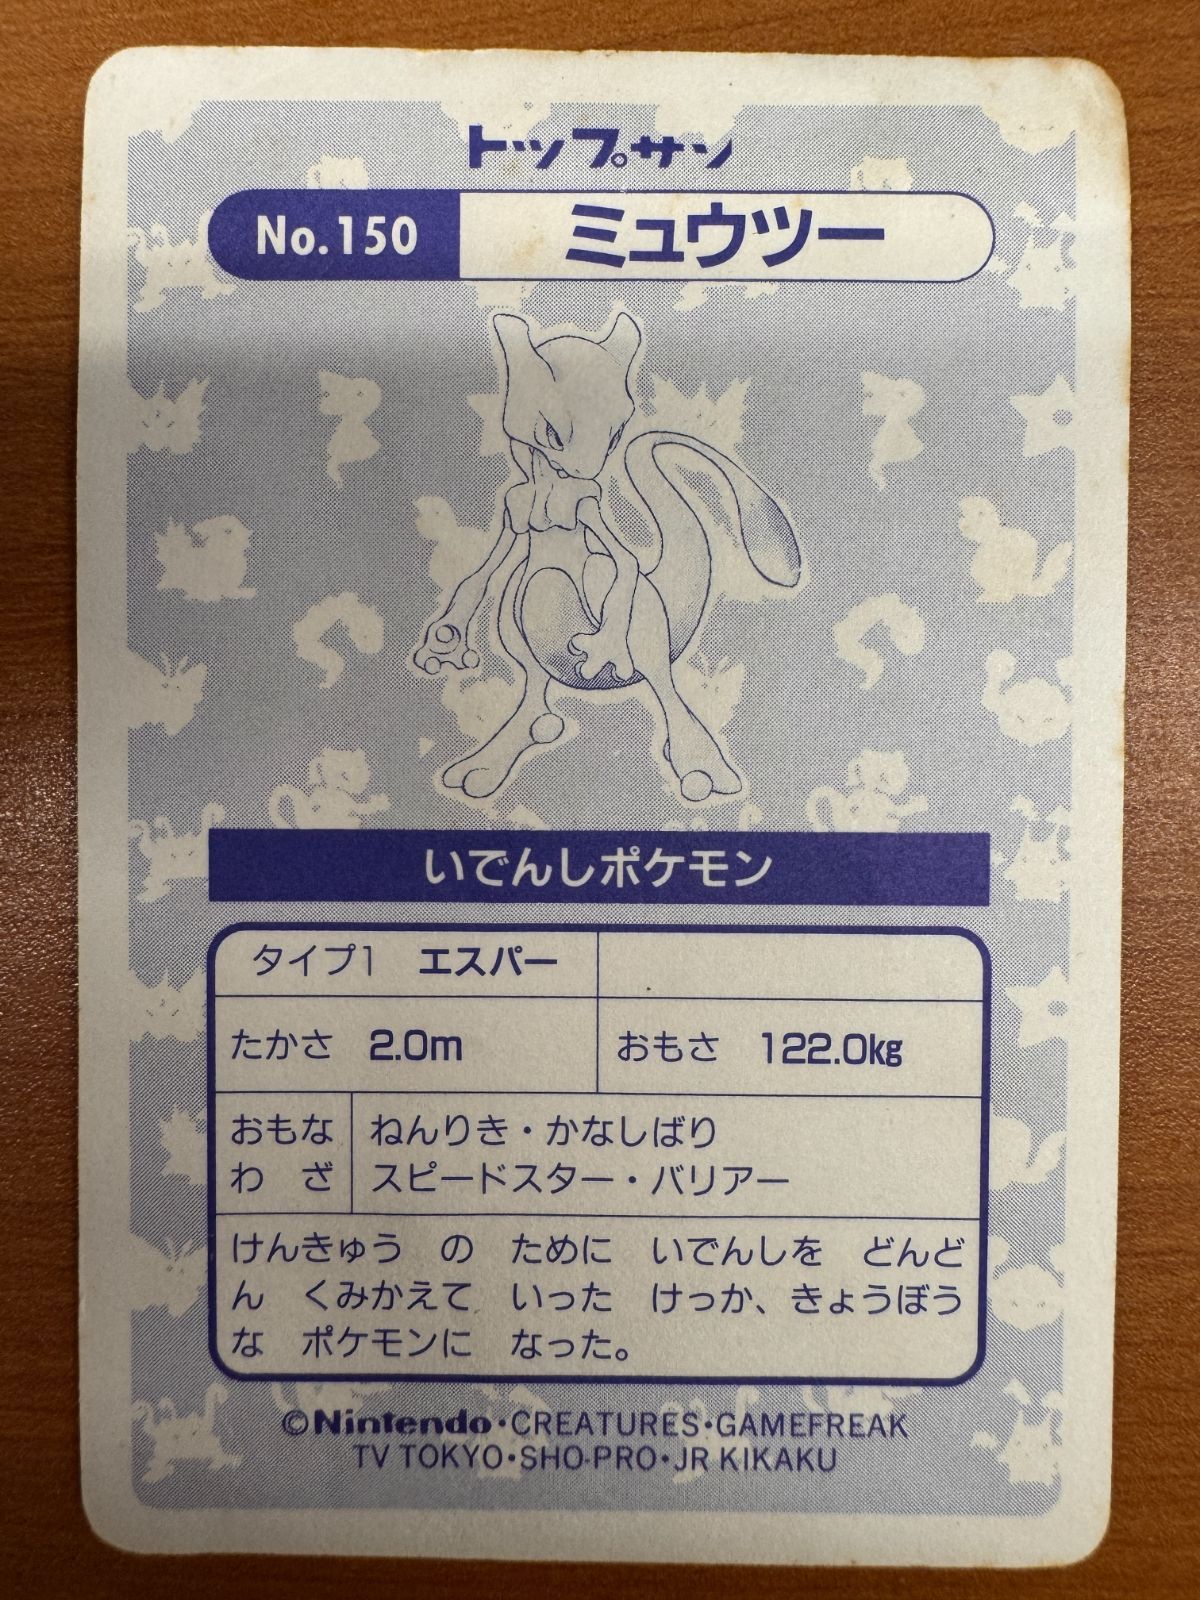 トップサン
No.150 ミュウツー
いでんしポケモン
タイプ1 エスパー
たかさ 2.0m おもさ 122.0kg
おもな
わ ざ
ねんりき・かなしばり
スピードスター・バリアー
けんきゅう の ために いでんしを どんど
ん くみかえて いった けっか、きょうぼう
な ポケモンに なった。
©Nintendo・CREATURES・GAMEFREAK
TV TOKYO・SHO-PRO・JR KIKAKU